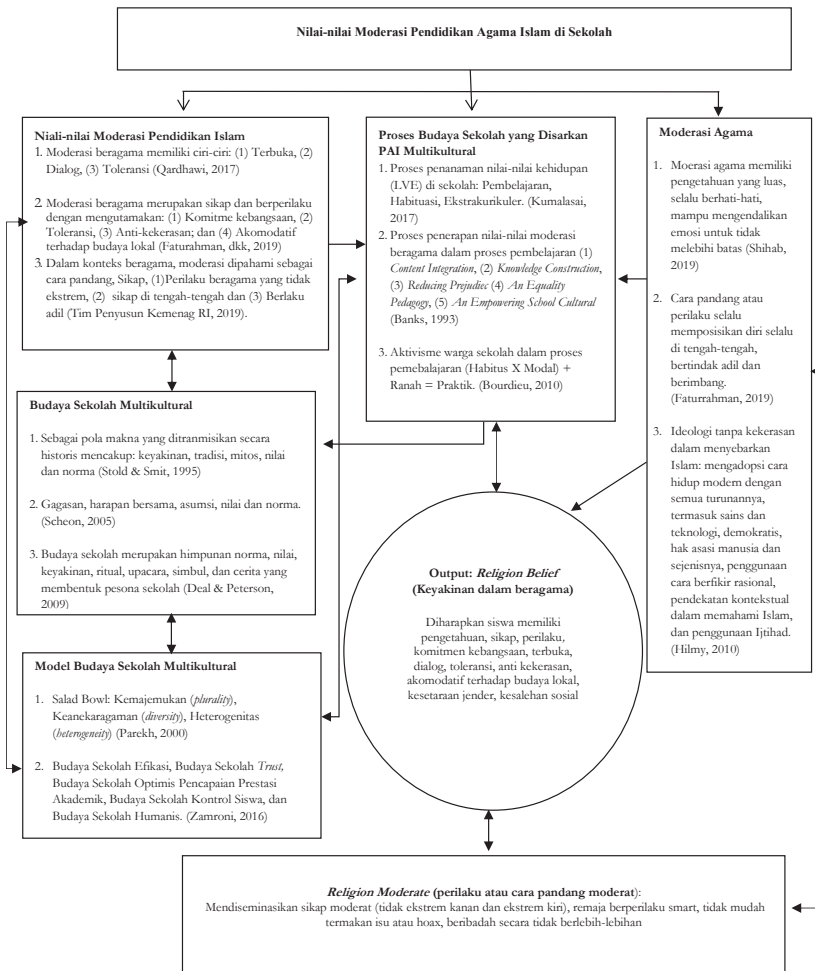 Nilai-nilai Moderasi Pendidikan Agama Islam di Sekolah
Niali-nilai Moderasi Pendidikan Islam
1. Moderasi beragama memiliki ciri-ciri: (1) Terbuka, (2)
Dialog, (3) Toleransi (Qardhawi, 2017)
2. Moderasi beragama merupakan sikap dan berperilaku
dengan mengutamakan: (1) Komitme kebangsaan, (2)
Toleransi, (3) Anti-kekerasan; dan (4) Akomodatif
terhadap budaya lokal (Faturahman, dkk, 2019)
3. Dalam konteks beragama, moderasi dipahami sebagai
cara pandang, Sikap, (1)Perilaku beragama yang tidak
ekstrem, (2) sikap di tengah-tengah dan (3) Berlaku
adil (Tim Penyusun Kemenag RI, 2019).
Proses Budaya Sekolah yang Disarkan
PAI Multikultural
1. Proses penanaman nilai-nilai kehidupan
(LVE) di sekolah: Pembelajaran,
Habituasi, Ekstrakurikuler. (Kumalasai,
2017)
2. Proses penerapan nilai-nilai moderasi
beragama dalam proses pembelajaran (1)
Content Integration, (2) Knowledge Construction,
(3) Reducing Prejudiec (4) An Equality
Pedagogy, (5) An Empowering School Cultural
(Banks, 1993)
3. Aktivisme warga sekolah dalam proses
pemebalajaran (Habitus X Modal) +
Ranah = Praktik. (Bourdieu, 2010)
Moderasi Agama
1. Moerasi agama memiliki
pengetahuan yang luas,
selalu berhati-hati,
mampu mengendalikan
emosi untuk tidak
melebihi batas (Shihab,
2019)
2. Cara pandang atau
perilaku selalu
memposisikan diri selalu
di tengah-tengah,
bertindak adil dan
berimbang.
(Faturrahman, 2019)
3. Ideologi tanpa kekerasan
dalam menyebarkan
Islam: mengadopsi cara
hidup modern dengan
semua turunannya,
termasuk sains dan
teknologi, demokratis,
hak asasi manusia dan
sejenisnya, penggunaan
cara berfikir rasional,
pendekatan kontekstual
dalam memahami Islam,
dan penggunaan Ijtihad.
(Hilmy, 2010)
Budaya Sekolah Multikultural
1. Sebagai pola makna yang ditranmisikan secara
historis mencakup: keyakinan, tradisi, mitos, nilai
dan norma (Stold & Smit, 1995)
2. Gagasan, harapan bersama, asumsi, nilai dan norma.
(Scheon, 2005)
3. Budaya sekolah merupakan himpunan norma, nilai,
keyakinan, ritual, upacara, simbul, dan cerita yang
membentuk pesona sekolah (Deal & Peterson,
2009)
Model Budaya Sekolah Multikultural
1. Salad Bowl: Kemajemukan (plurality),
Keanekaragaman (diversity), Heterogenitas
(heterogeneity) (Parekh, 2000)
2. Budaya Sekolah Efikasi, Budaya Sekolah Trust,
Budaya Sekolah Optimis Pencapaian Prestasi
Akademik, Budaya Sekolah Kontrol Siswa, dan
Budaya Sekolah Humanis. (Zamroni, 2016)
Output: Religion Belief
(Keyakinan dalam beragama)
Diharapkan siswa memiliki
pengetahuan, sikap, perilaku,
komitmen kebangsaan, terbuka,
dialog, toleransi, anti kekerasan,
akomodatif terhadap budaya lokal,
kesetaraan jender, kesalehan sosial
Religion Moderate (perilaku atau cara pandang moderat):
Mendiseminasikan sikap moderat (tidak ekstrem kanan dan ekstrem kiri), remaja berperilaku smart, tidak mudah
termakan isu atau hoax, beribadah secara tidak berlebih-lebihan